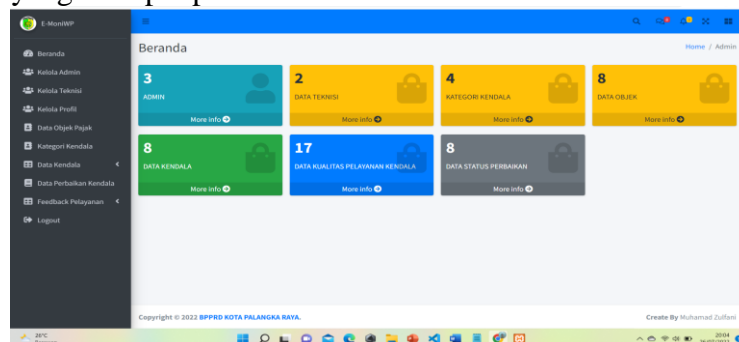 E-MoniWP
Beranda
Home / Admin
Beranda
Kelola Admin
Kelola Teknisi
Kelola Profil
Data Objek Pajak
Kategori Kendala
Data Kendala
Data Perbaikan Kendala
Feedback Pelayanan
Logout
3
ADMIN
More info
2
DATA TEKNISI
More info
4
KATEGORI KENDALA
More info
8
DATA OBJEK
More info
8
DATA KENDALA
More info
17
DATA KUALITAS PELAYANAN KENDALA
More info
8
DATA STATUS PERBAIKAN
More info
Copyright © 2022 BPPRD KOTA PALANGKA RAYA.
Create By Muhamad Zulfani
20:04